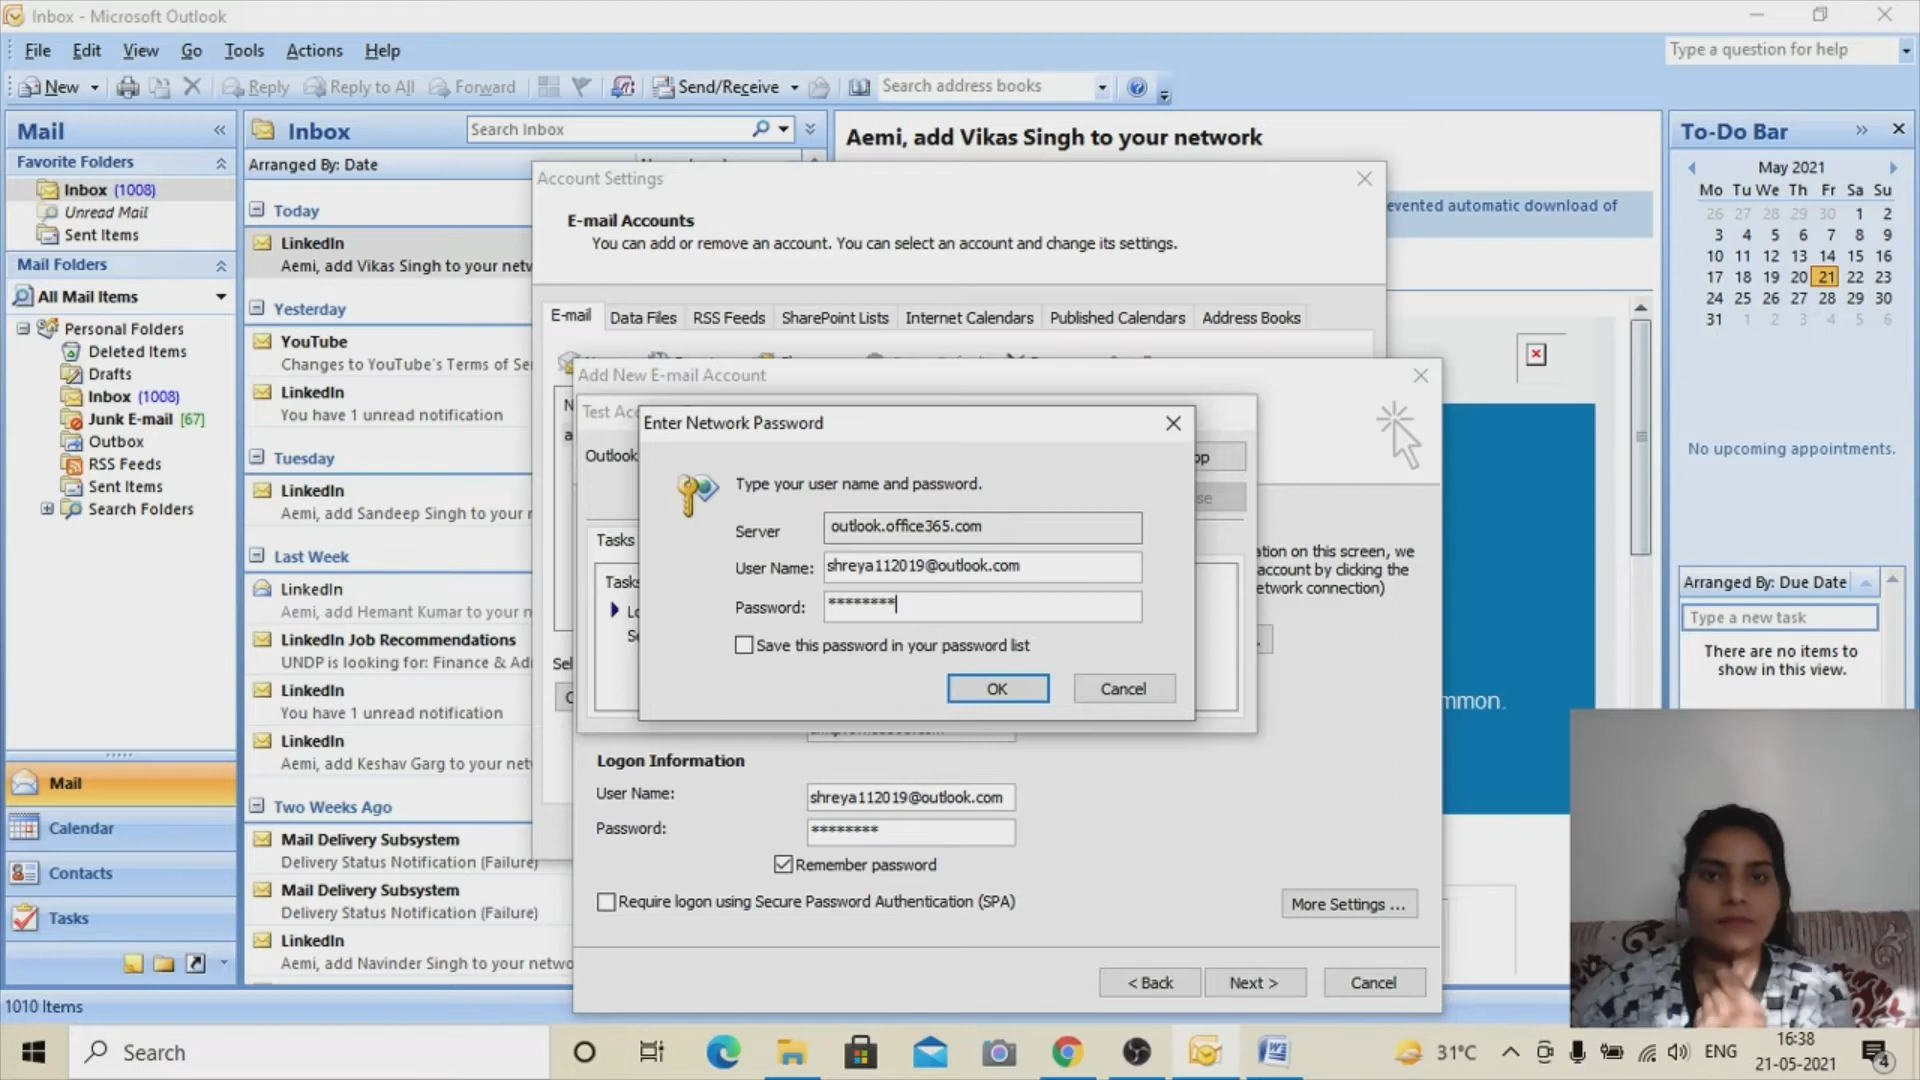 Inbox - Microsoft Outlook
File Edit View Go Tools Actions Help
Type a question for help
New Reply Reply to All Forward Send/Receive Search address books
Mail
Favorite Folders
Inbox (1008)
Unread Mail
Sent Items
Mail Folders
All Mail Items
Personal Folders
Deleted Items
Drafts
Inbox (1008)
Junk E-mail [67]
Outbox
RSS Feeds
Sent Items
Search Folders
Mail
Calendar
Contacts
Tasks
1010 Items
Inbox
Search Inbox
Arranged By: Date
Today
LinkedIn
Aemi, add Vikas Singh to your netw
Yesterday
YouTube
Changes to YouTube's Terms of Se
LinkedIn
You have 1 unread notification
Tuesday
LinkedIn
Aemi, add Sandeep Singh to your r
Last Week
LinkedIn
Aemi, add Hemant Kumar to your n
LinkedIn Job Recommendations
UNDP is looking for: Finance & Ad
LinkedIn
You have 1 unread notification
LinkedIn
Aemi, add Keshav Garg to your net
Two Weeks Ago
Mail Delivery Subsystem
Delivery Status Notification (Failure)
Mail Delivery Subsystem
Delivery Status Notification (Failure)
LinkedIn
Aemi, add Navinder Singh to your netwo
Aemi, add Vikas Singh to your network
evented automatic download of
mmon.
Account Settings
E-mail Accounts
You can add or remove an account. You can select an account and change its settings.
E-mail Data Files RSS Feeds SharePoint Lists Internet Calendars Published Calendars Address Books
Sel
Add New E-mail Account
ation on this screen, we
account by clicking the
etwork connection)
Test Acc
Outlook
op
se
Tasks
Tasks
Lo
Se
Enter Network Password
Type your user name and password.
Server outlook.office365.com
User Name: shreya112019@outlook.com
Password: ********
Save this password in your password list
OK Cancel
Logon Information
User Name: shreya112019@outlook.com
Password: ********
Remember password
Require logon using Secure Password Authentication (SPA)
More Settings ...
< Back Next > Cancel
To-Do Bar
May 2021
Mo Tu We Th Fr Sa Su
26 27 28 29 30 1 2
3 4 5 6 7 8 9
10 11 12 13 14 15 16
17 18 19 20 21 22 23
24 25 26 27 28 29 30
31 1 2 3 4 5 6
No upcoming appointments.
Arranged By: Due Date
Type a new task
There are no items to
show in this view.
Search
31°C
ENG
16:38
21-05-2021
4